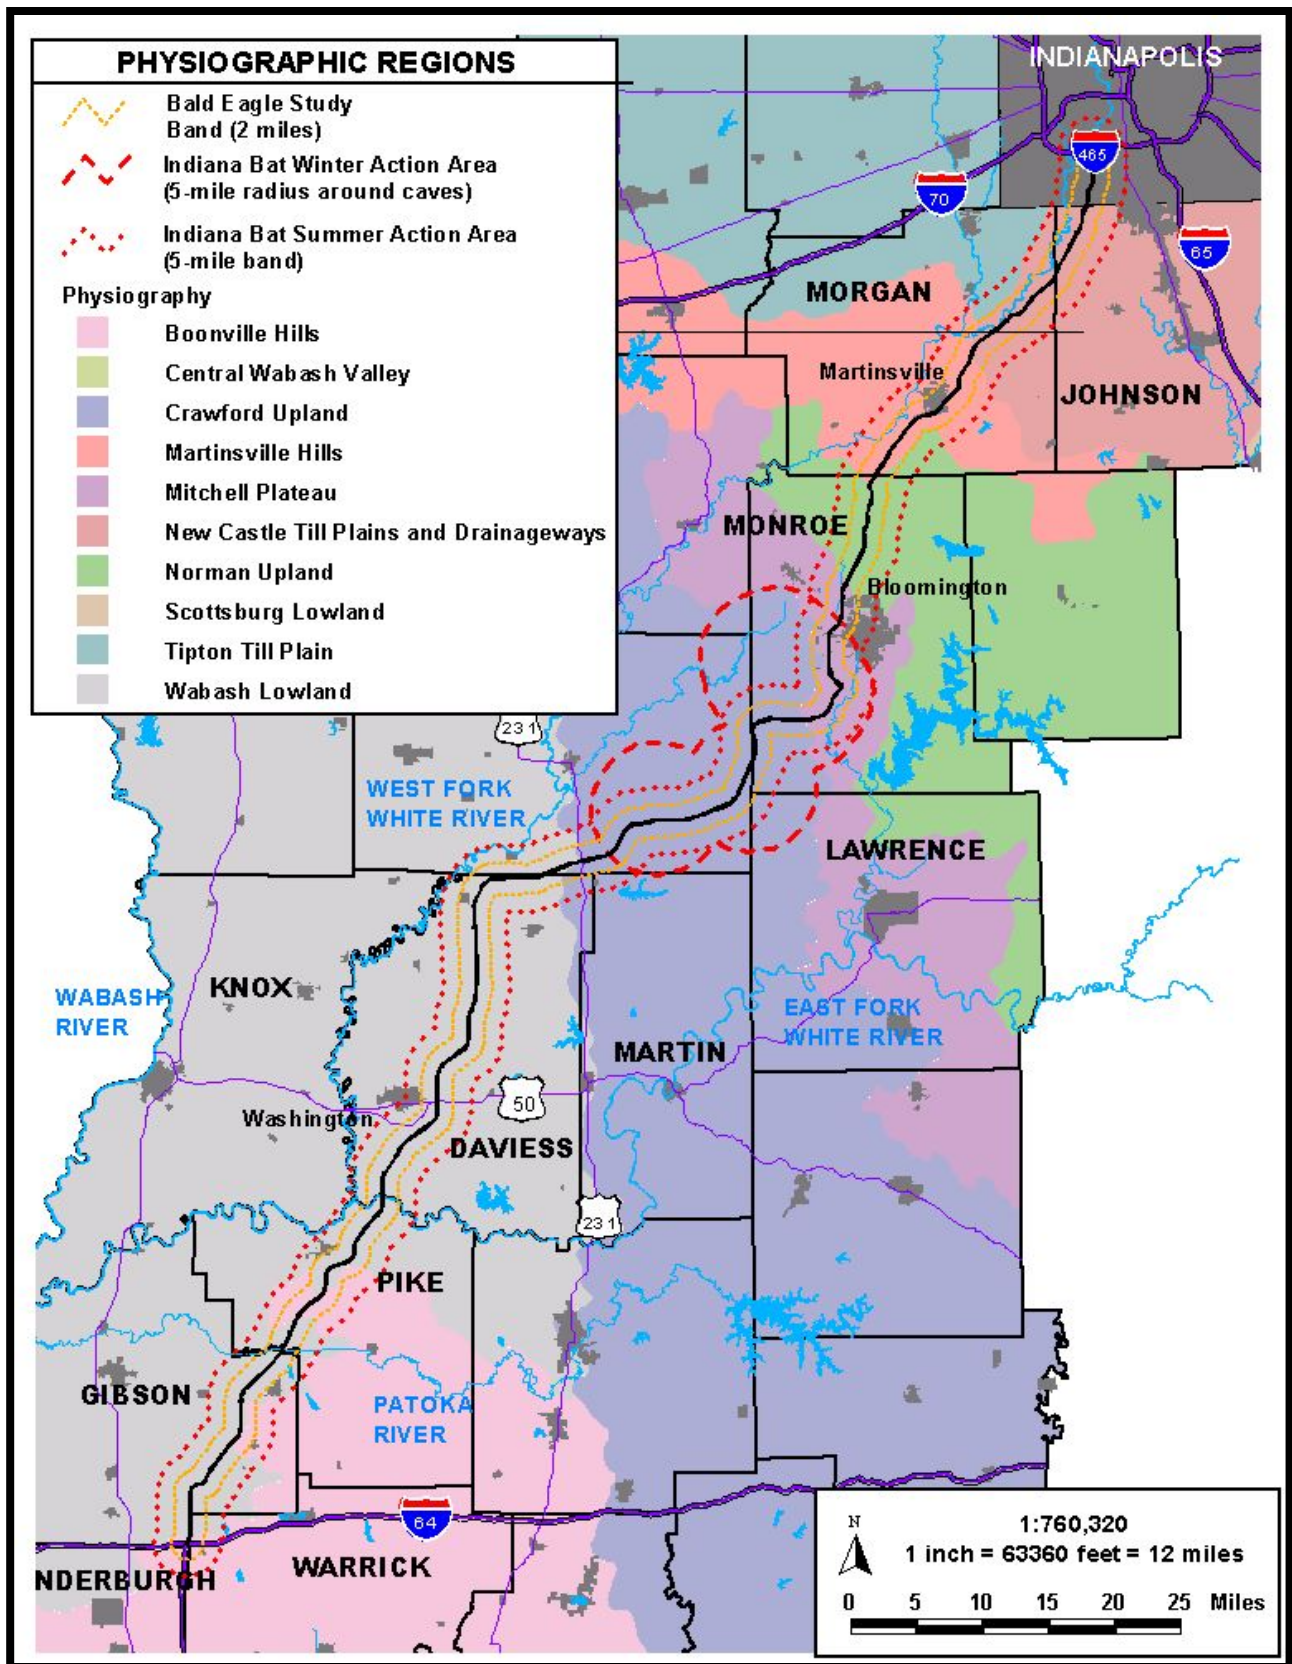 PHYSIOGRAPHIC REGIONS
Bald Eagle Study
Band (2 miles)
Indiana Bat Winter Action Area
(5-mile radius around caves)
Indiana Bat Summer Action Area
(5-mile band)
Physiography
Boonville Hills
Central Wabash Valley
Crawford Upland
Martinsville Hills
Mitchell Plateau
New Castle Till Plains and Drainageways
Norman Upland
Scottsburg Lowland
Tipton Till Plain
Wabash Lowland
INDIANAPOLIS
465
70
65
MORGAN
Martinsville
JOHNSON
MONROE
Bloomington
231
WEST FORK
WHITE RIVER
LAWRENCE
KNOX
WABASH
RIVER
EAST FORK
WHITE RIVER
MARTIN
50
Washington
DAVIESS
231
PIKE
GIBSON
PATOKA
RIVER
64
WARRICK
NDERBURGH
N
1:760,320
1 inch = 63360 feet = 12 miles
0 5 10 15 20 25 Miles